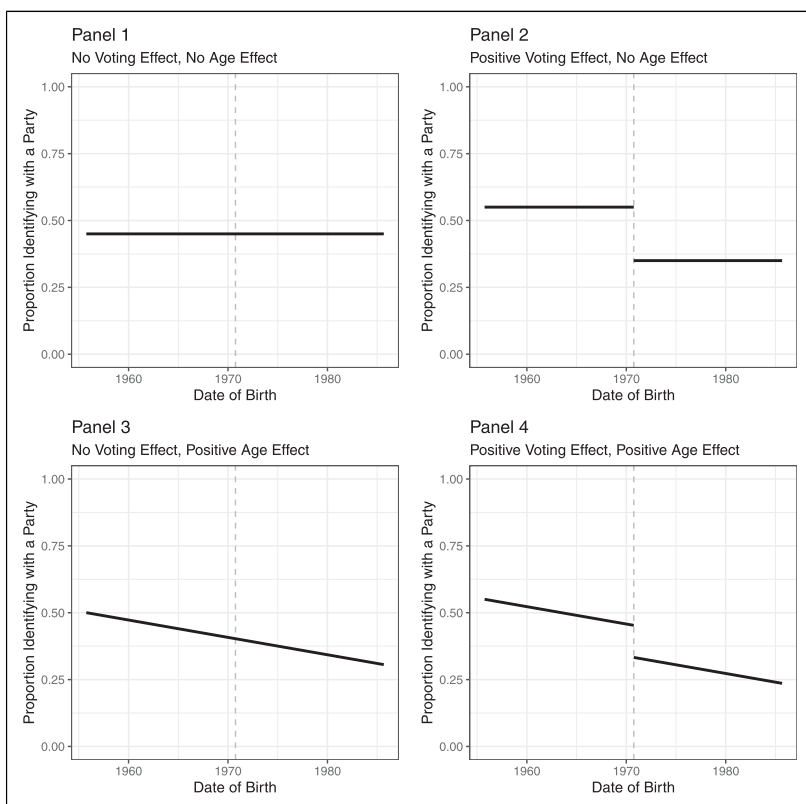 Panel 1
No Voting Effect, No Age Effect
Proportion Identifying with a Party
1.00
0.75
0.50
0.25
0.00
1960 1970 1980
Date of Birth
Panel 2
Positive Voting Effect, No Age Effect
Proportion Identifying with a Party
1.00
0.75
0.50
0.25
0.00
1960 1970 1980
Date of Birth
Panel 3
No Voting Effect, Positive Age Effect
Proportion Identifying with a Party
1.00
0.75
0.50
0.25
0.00
1960 1970 1980
Date of Birth
Panel 4
Positive Voting Effect, Positive Age Effect
Proportion Identifying with a Party
1.00
0.75
0.50
0.25
0.00
1960 1970 1980
Date of Birth